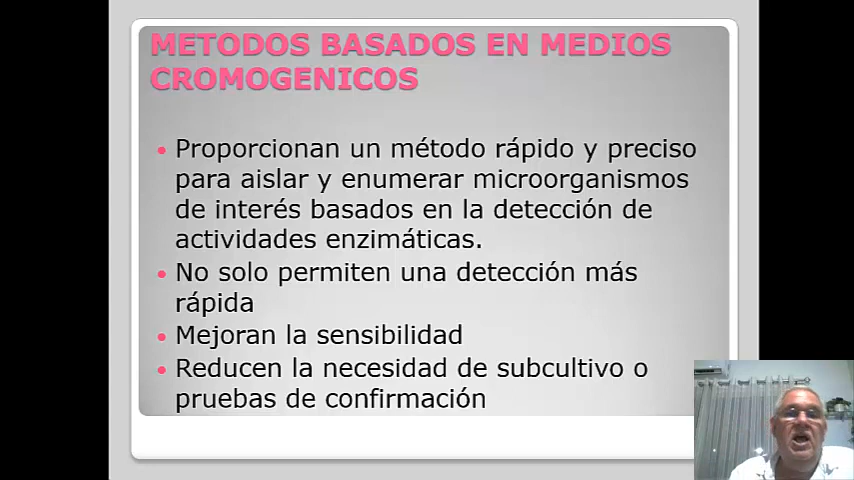 METODOS BASADOS EN MEDIOS
CROMOGENICOS
• Proporcionan un método rápido y preciso
para aislar y enumerar microorganismos
de interés basados en la detección de
actividades enzimáticas.
• No solo permiten una detección más
rápida
• Mejoran la sensibilidad
• Reducen la necesidad de subcultivo o
pruebas de confirmación